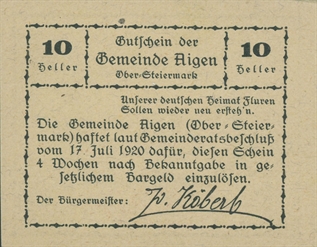 10 Gutschein der 10
Heller Gemeinde Aigen Heller
Ober-Steiermark
Unserer deutschen Heimat Fluren
Sollen wieder neu ersteh'n.
Die Gemeinde Aigen (Ober-Steier-
mark) haftet laut Gemeinderatsbeschluß
vom 17 Juli 1920 dafür, diesen Schein
4 Wochen nach Bekanntgabe in ge-
setzlichem Bargeld einzulösen.
Der Bürgermeister: